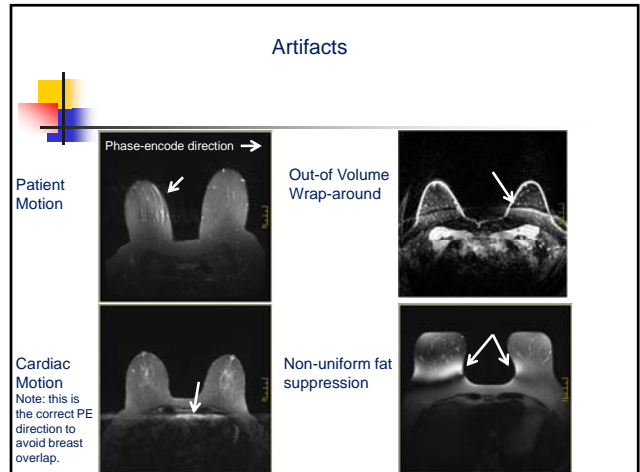 Artifacts
Phase-encode direction
Patient
Motion
Out-of Volume
Wrap-around
Cardiac
Motion
Note: this is
the correct PE
direction to
avoid breast
overlap.
Non-uniform fat
suppression